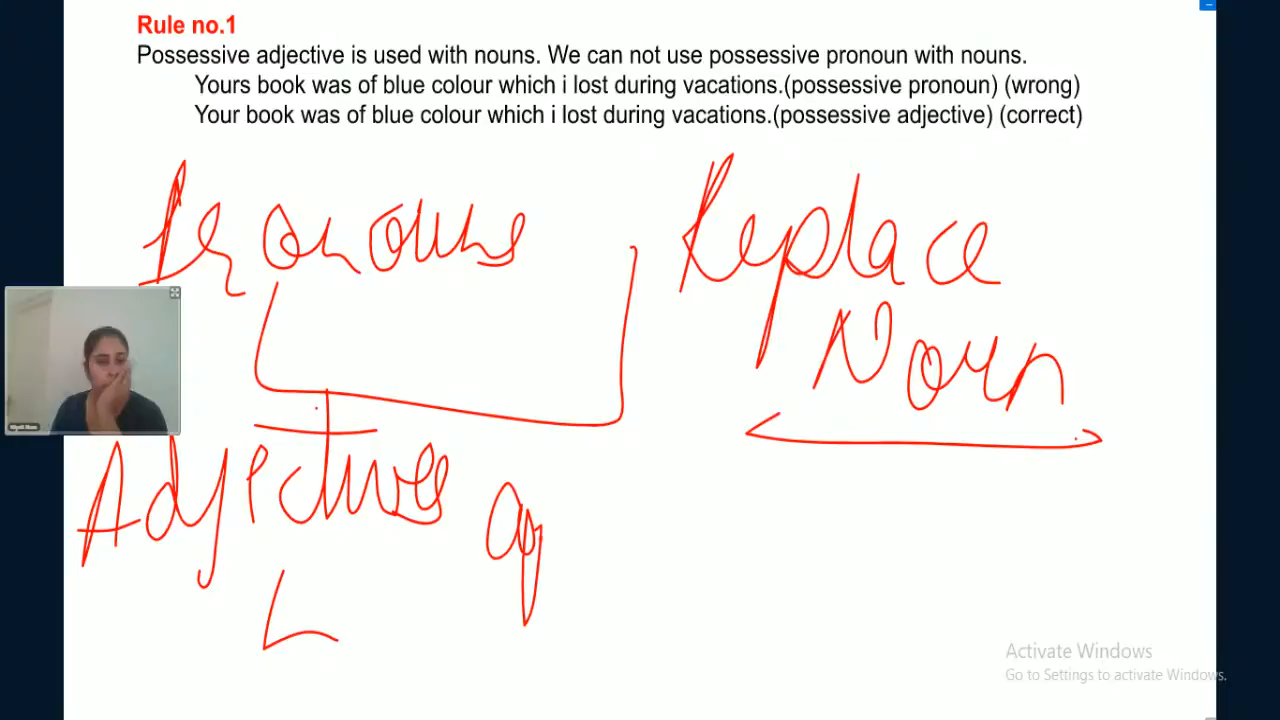 Rule no.1
Possessive adjective is used with nouns. We can not use possessive pronoun with nouns.
Yours book was of blue colour which i lost during vacations.(possessive pronoun) (wrong)
Your book was of blue colour which i lost during vacations.(possessive adjective) (correct)
Pronouns Replace
Noun
Adjectives
Activate Windows
Go to Settings to activate Windows.